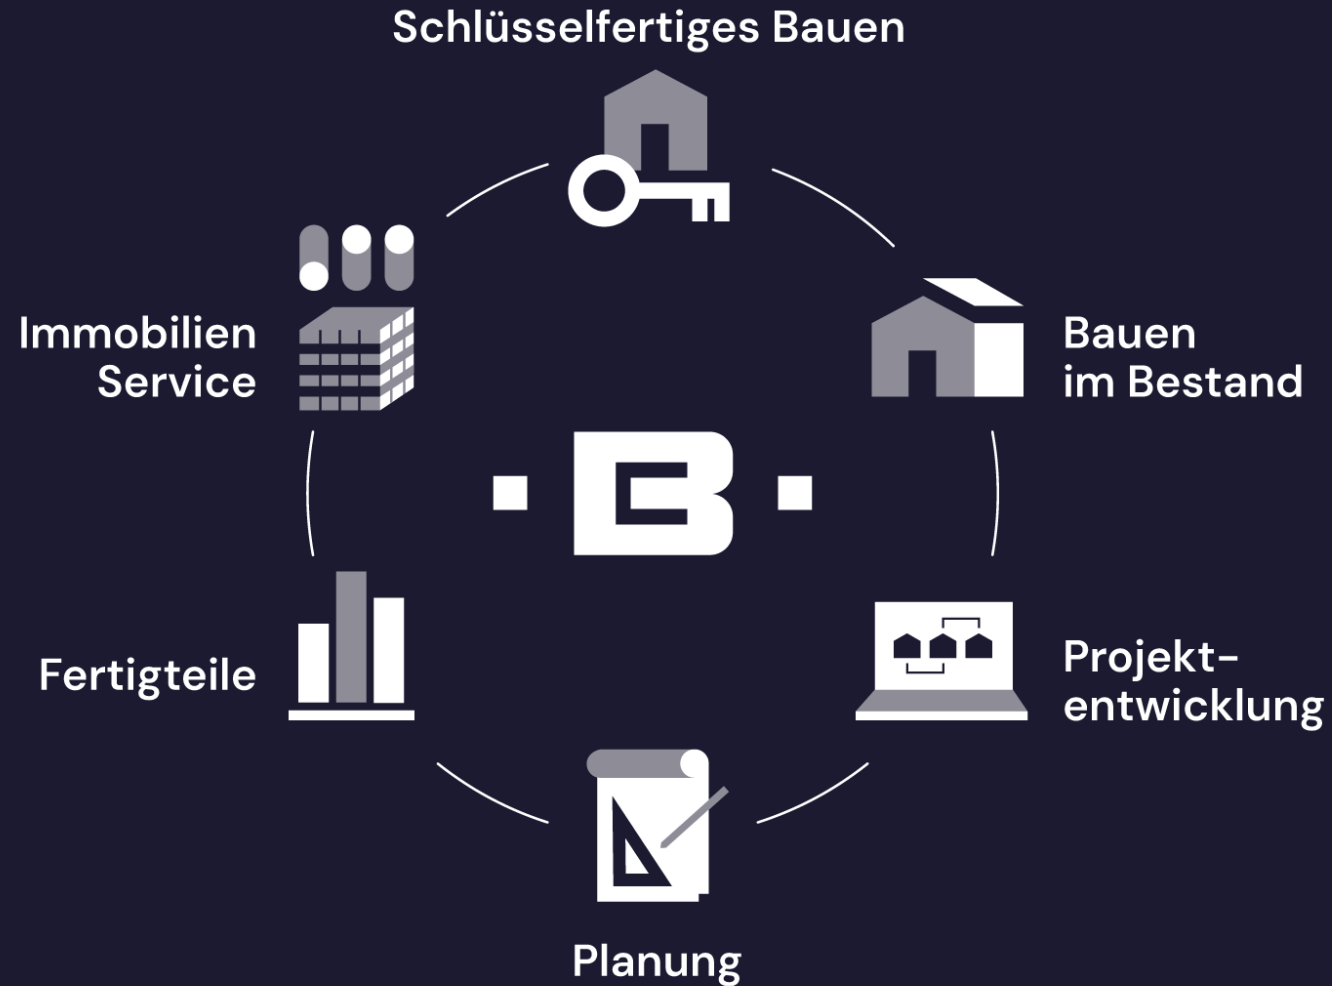 Schlüsselfertiges Bauen
Immobilien
Service
Bauen
im Bestand
B
Fertigteile
Projekt-
entwicklung
Planung